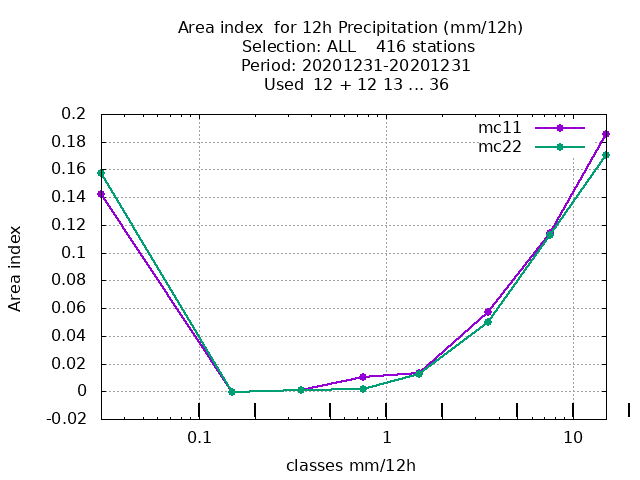 Area index  for 12h Precipitation (mm/12h)
Selection: ALL    416 stations
Period: 20201231-20201231
Used  12 + 12 13 ... 36
mc11
mc22
0.2
0.18
0.16
0.14
0.12
0.1
0.08
0.06
0.04
0.02
0
-0.02
Area index
0.1
1
10
classes mm/12h